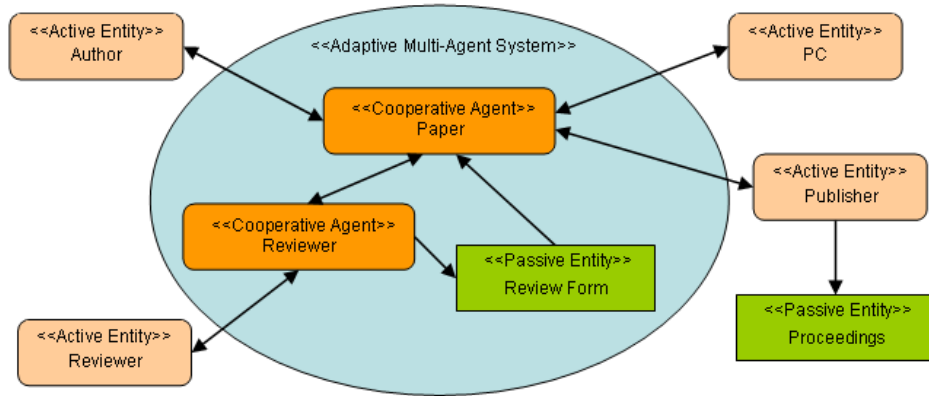 <<Active Entity>>
Author
<<Adaptive Multi-Agent System>>
<<Active Entity>>
PC
<<Cooperative Agent>>
Paper
<<Active Entity>>
Publisher
<<Cooperative Agent>>
Reviewer
<<Passive Entity>>
Review Form
<<Passive Entity>>
Proceedings
<<Active Entity>>
Reviewer